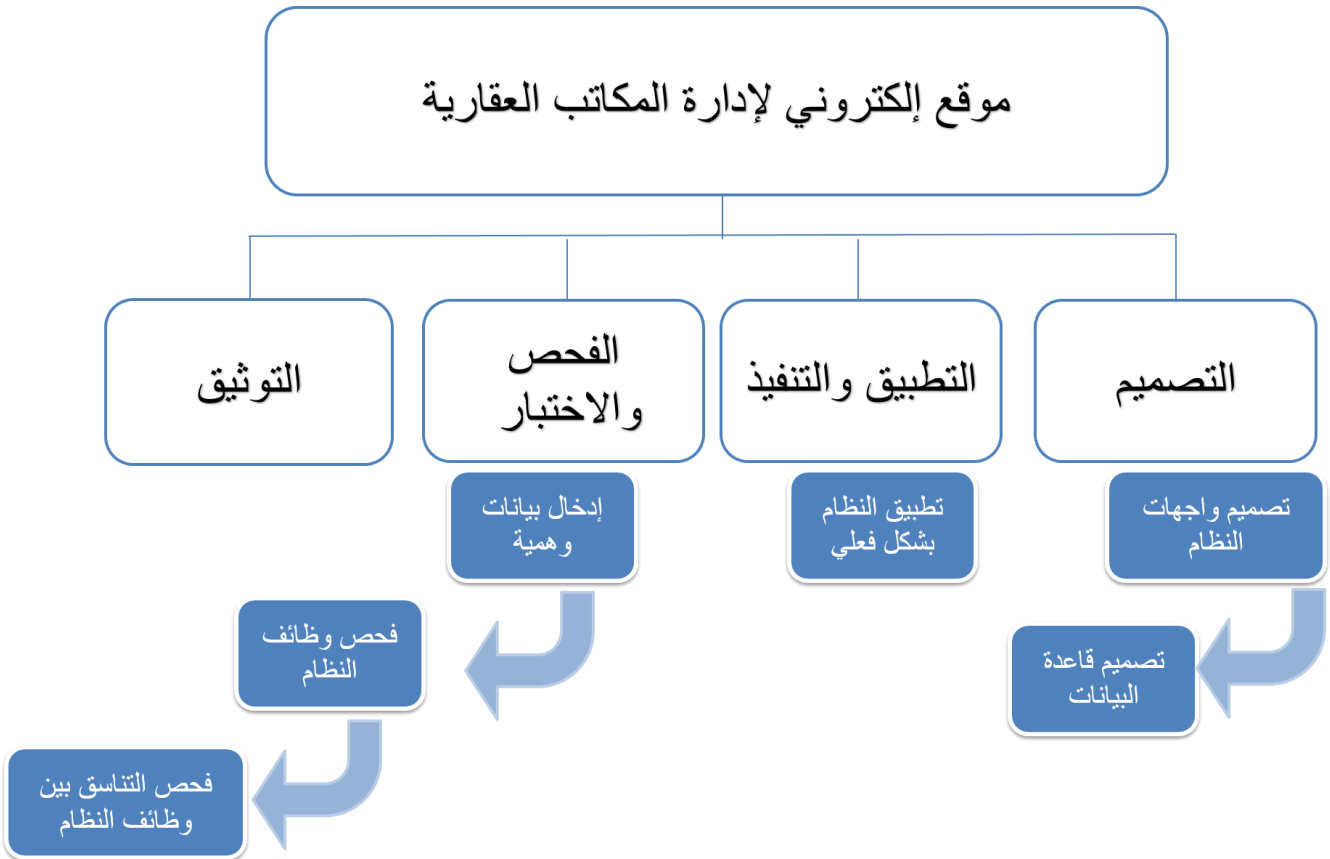 موقع إلكتروني لإدارة المكاتب العقارية
التصميم
التطبيق والتنفيذ
الفحص
والاختبار
التوثيق
تصميم واجهات
النظام
تطبيق النظام
بشكل فعلي
إدخال بيانات
وهمية
تصميم قاعدة
البيانات
فحص وظائف
النظام
فحص التناسق بين
وظائف النظام